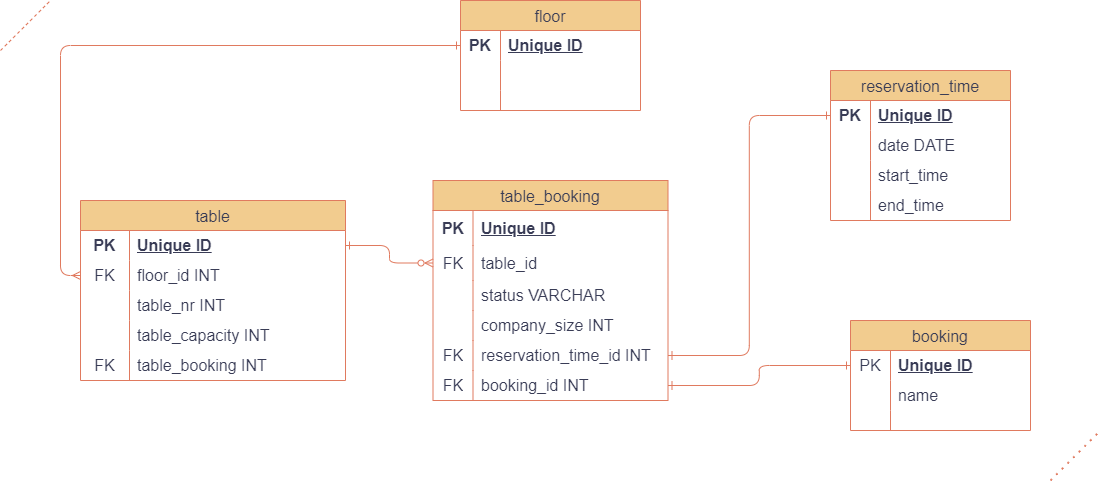 floor
PK Unique ID
reservation_time
PK Unique ID
date DATE
start_time
end_time
table
PK Unique ID
FK floor_id INT
table_nr INT
table_capacity INT
FK table_booking INT
table_booking
PK Unique ID
FK table_id
status VARCHAR
company_size INT
FK reservation_time_id INT
FK booking_id INT
booking
PK Unique ID
name